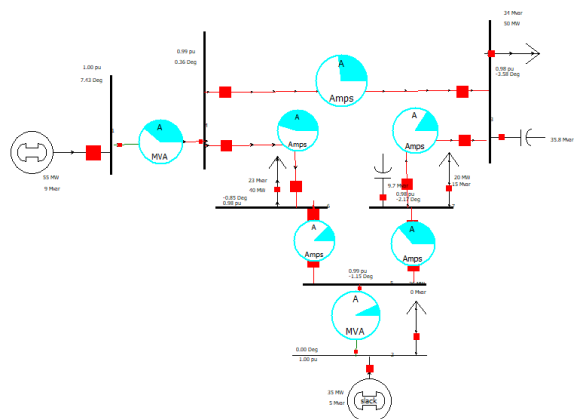 34 Mvar
50 MW
0.99 pu
0.36 Deg
1.00 pu
7.43 Deg
A
Amps
0.98 pu
-3.58 Deg
A
MVA
A
Amps
A
Amps
35.8 Mvar
55 MW
9 Mvar
23 Mvar
40 MW
9.7 Mvar
20 MW
15 Mvar
-0.85 Deg
0.98 pu
0.98 pu
-2.17 Deg
A
Amps
A
Amps
0.99 pu
-1.15 Deg
0 Mvar
A
MVA
0.00 Deg
1.00 pu
35 MW
5 Mvar
slack